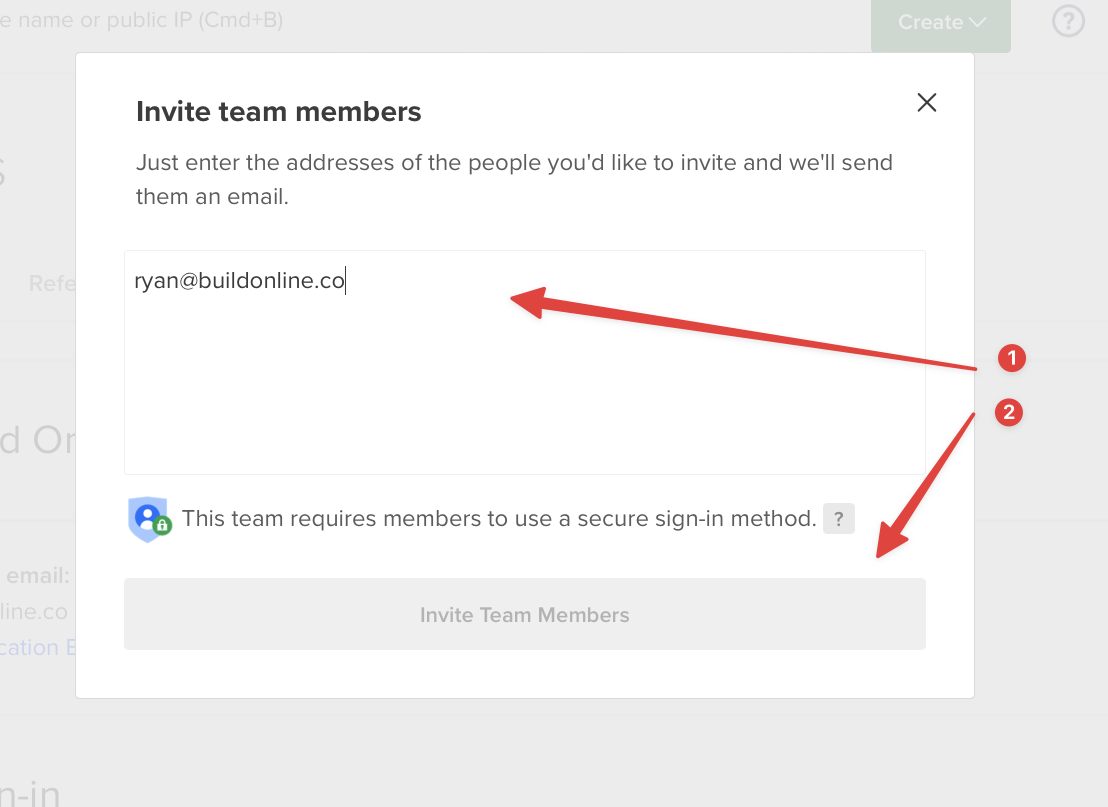 e name or public IP (Cmd+B)
Create
?
Invite team members
Just enter the addresses of the people you'd like to invite and we'll send
them an email.
S
Refe
ryan@buildonline.co
1
2
d On
This team requires members to use a secure sign-in method. ?
email:
line.co
Invite Team Members
cation E
n-in